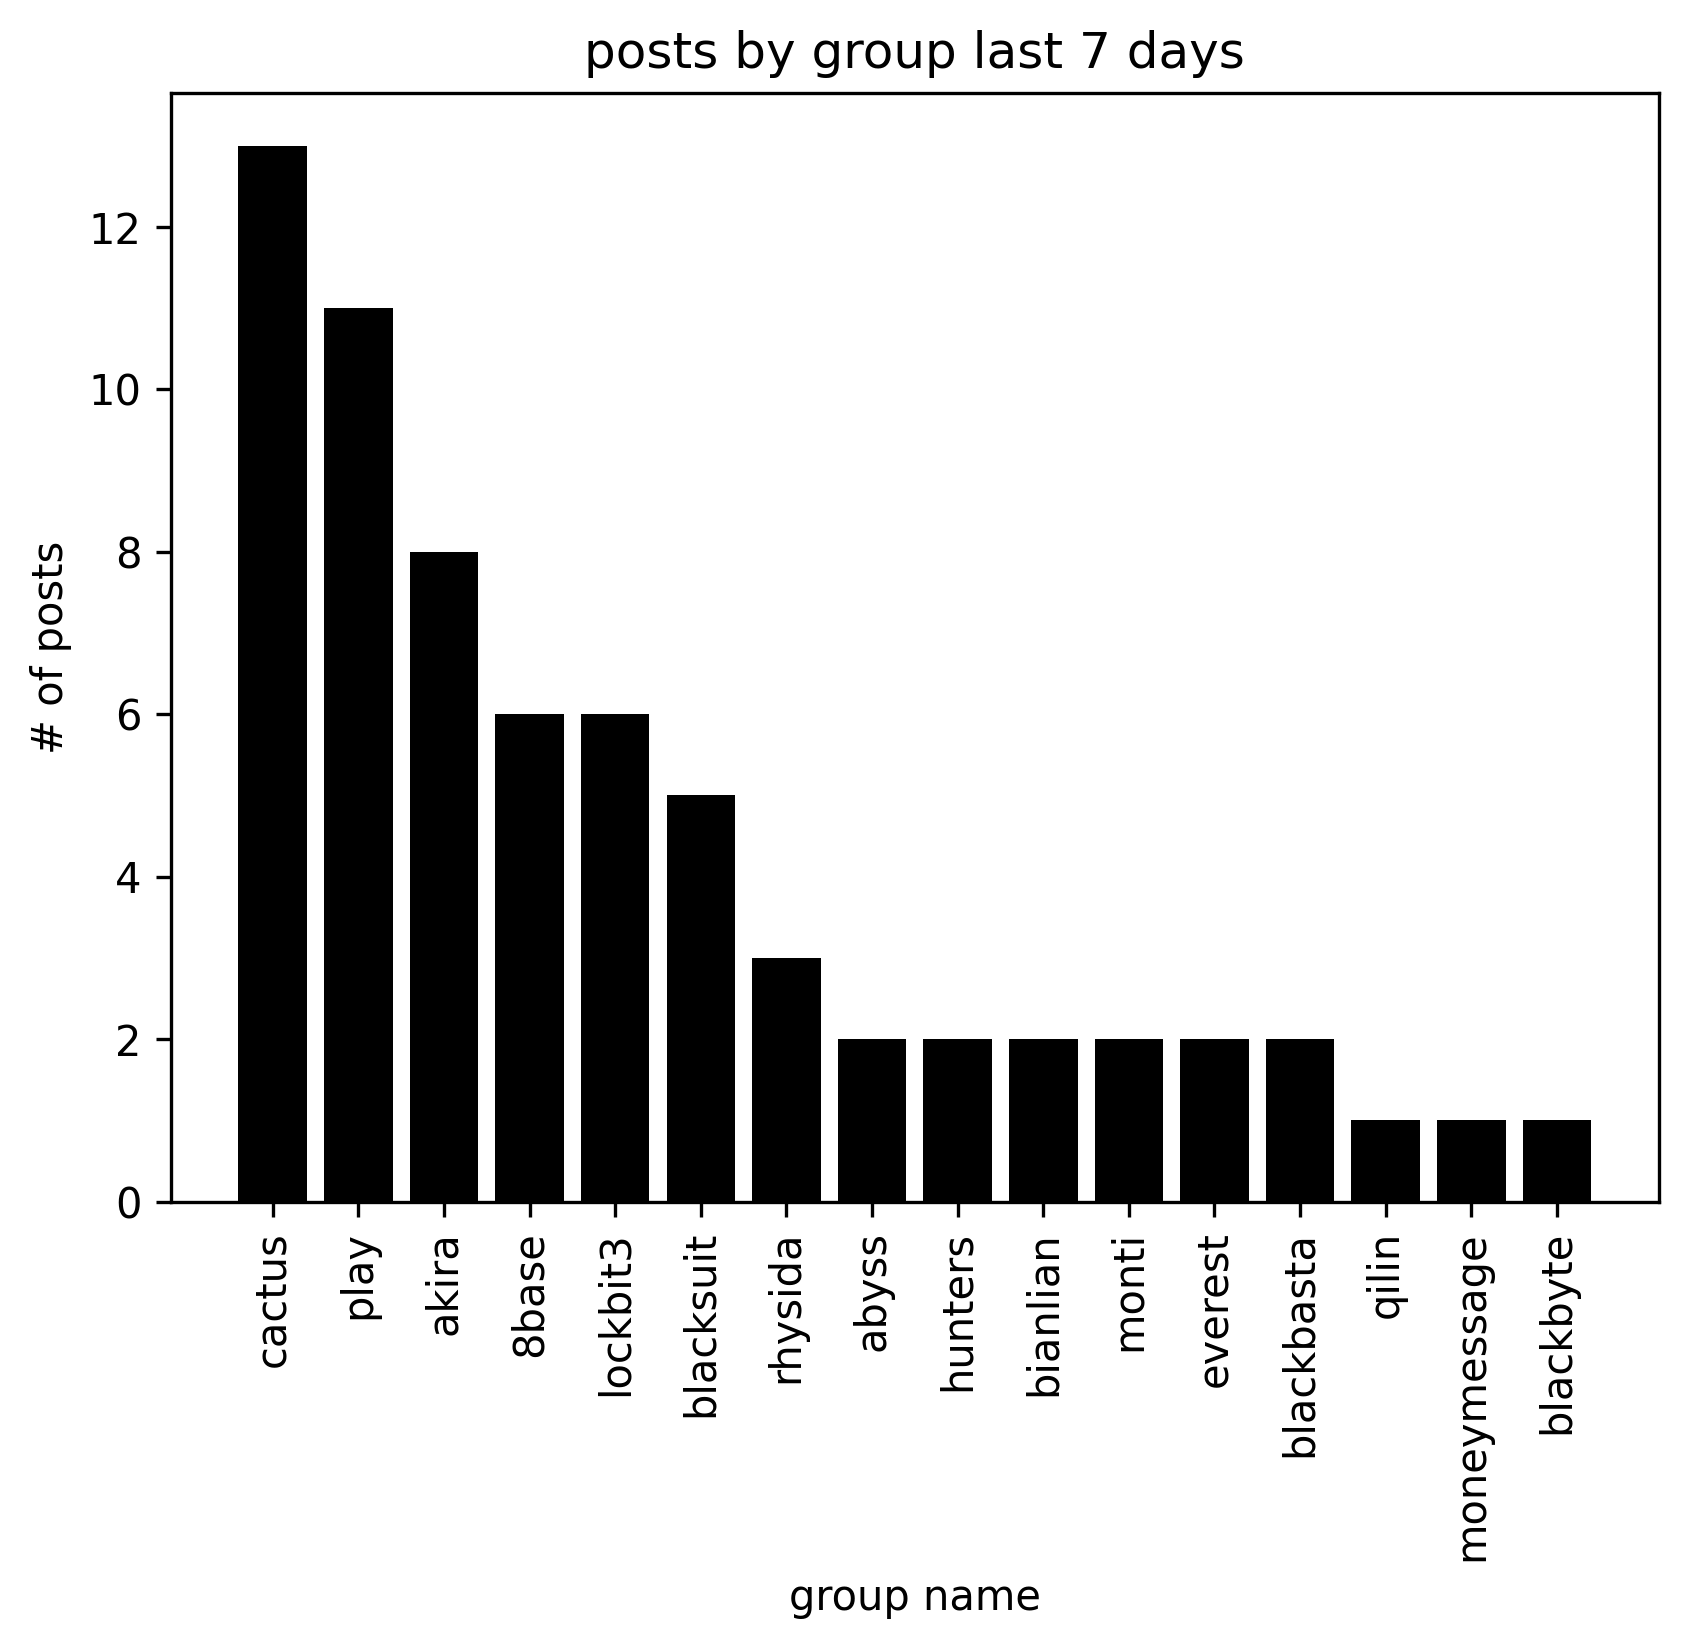 posts by group last 7 days
# of posts
12
10
8
6
4
2
0
cactus
play
akira
8base
lockbit3
blacksuit
rhysida
abyss
hunters
bianlian
monti
everest
blackbasta
qilin
moneymessage
blackbyte
group name